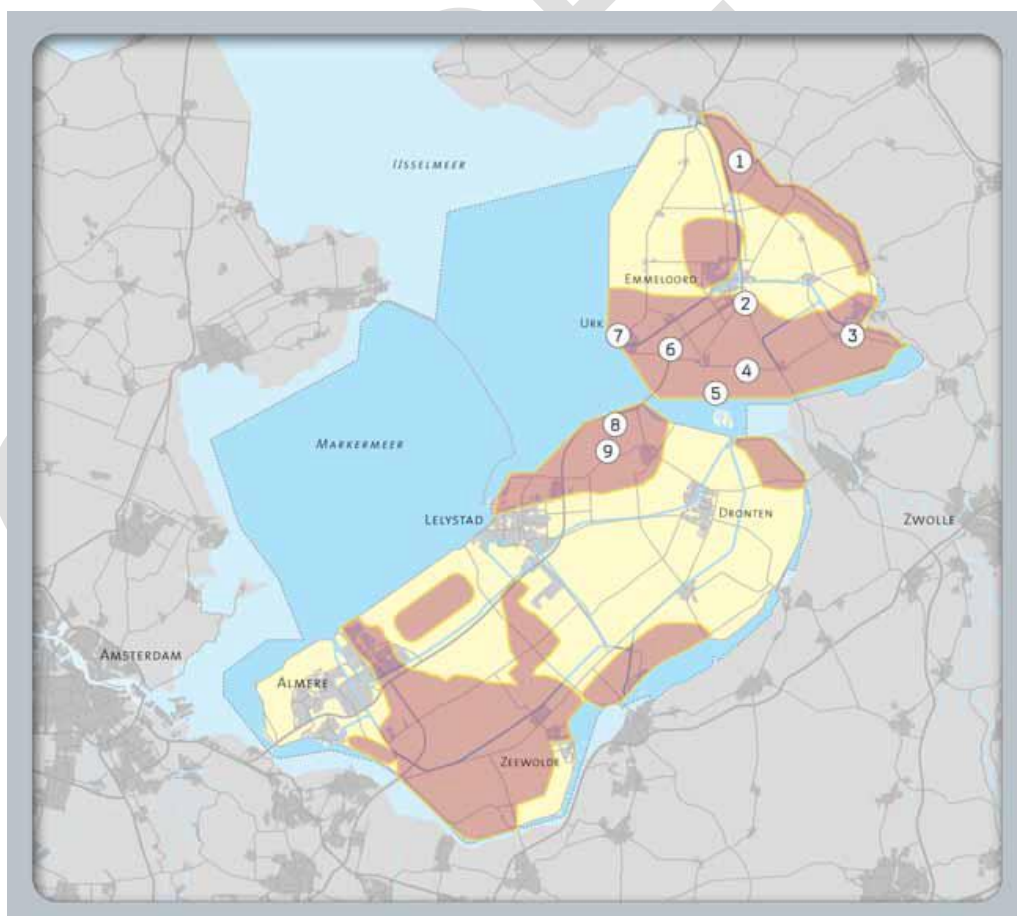 IJSSELMEER
1
EMMELOORD
2
URK
7
6
3
4
5
8
MARKERMEER
9
LELYSTAD
DRONTEN
ZWOLLE
AMSTERDAM
ALMERE
ZEEWOLDE